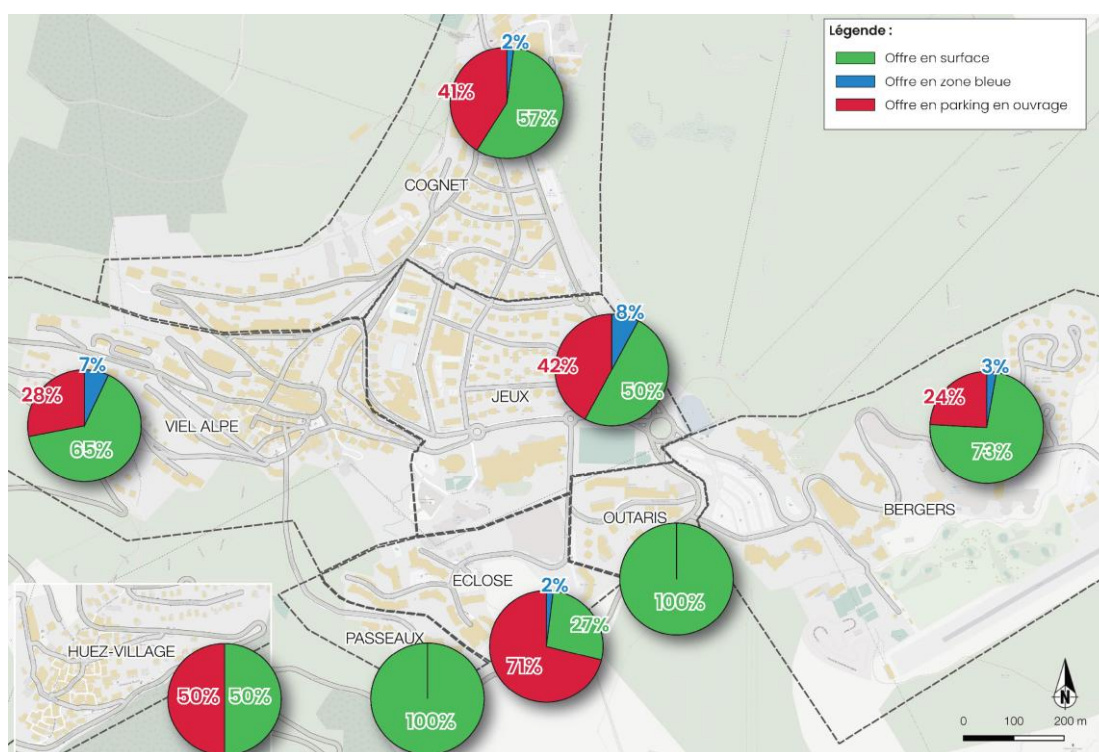 Légende :
Offre en surface
Offre en zone bleue
Offre en parking en ouvrage
2%
41%
57%
COGNET
8%
42%
50%
JEUX
7%
28%
65%
VIEL ALPE
3%
24%
73%
BERGERS
OUTARIS
100%
ECLOSE
2%
27%
71%
PASSEAUX
100%
HUEZ-VILLAGE
50%
50%
N
0 100 200 m